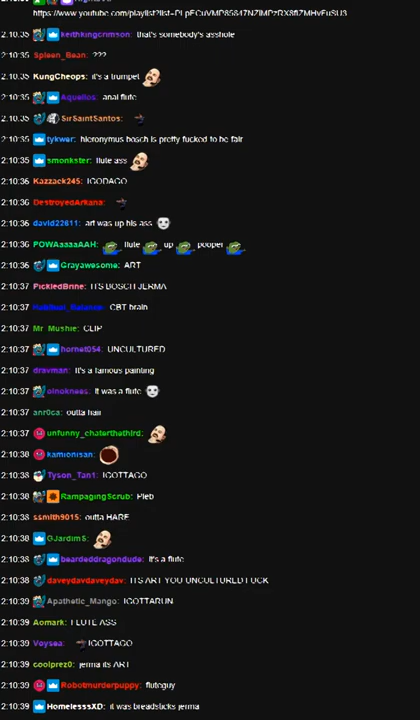 https://www.youtube.com/playlist?list=PLpECuVMP85
2:10:35 keithkingcrimson: that's somebody's asshole
2:10:35 Spleen_Bean: ???
2:10:35 KungCheops: it's a trumpet
2:10:35 Aquellos: anal flute
2:10:35 SirSaintSantos:
2:10:35 tykwer: hieronymus bosch is pretty fucked to be fair
2:10:35 smonkster: flute ass
2:10:36 Kazzack245: IGODAGO
2:10:36 DestroyedArkana:
2:10:36 david22611: art was up his ass
2:10:36 POWAaaaaAAH: flute up pooper
2:10:36 Grayawesome: ART
2:10:37 PickledBrine: ITS BOSCH JERMA
2:10:37 CBT brain
2:10:37 Mr_Mushie: CLIP
2:10:37 hornet054: UNCULTURED
2:10:37 dravman: it's a famous painting
2:10:37 oinoknees: it was a flute
2:10:37 anr0ca: outta hair
2:10:37 unfunny_chaterthethird:
2:10:38 kamionisan:
2:10:38 Tyson_Tan1: IGOTTAGO
2:10:38 RampagingScrub: Pleb
2:10:38 ssmith9015: outta HARE
2:10:38 GJardimS:
2:10:38 beardeddragondude: it's a flute
2:10:38 daveydavdaveydav: ITS ART YOU UNCULTURED FUCK
2:10:39 Apathetic_Mango: IGOTTARUN
2:10:39 Aomark: FLUTE ASS
2:10:39 Voysea: IGOTTAGO
2:10:39 coolprez0: jerma its ART
2:10:39 Robotmurderpuppy: fluteguy
2:10:39 HomelesssXD: it was breadsticks jerma